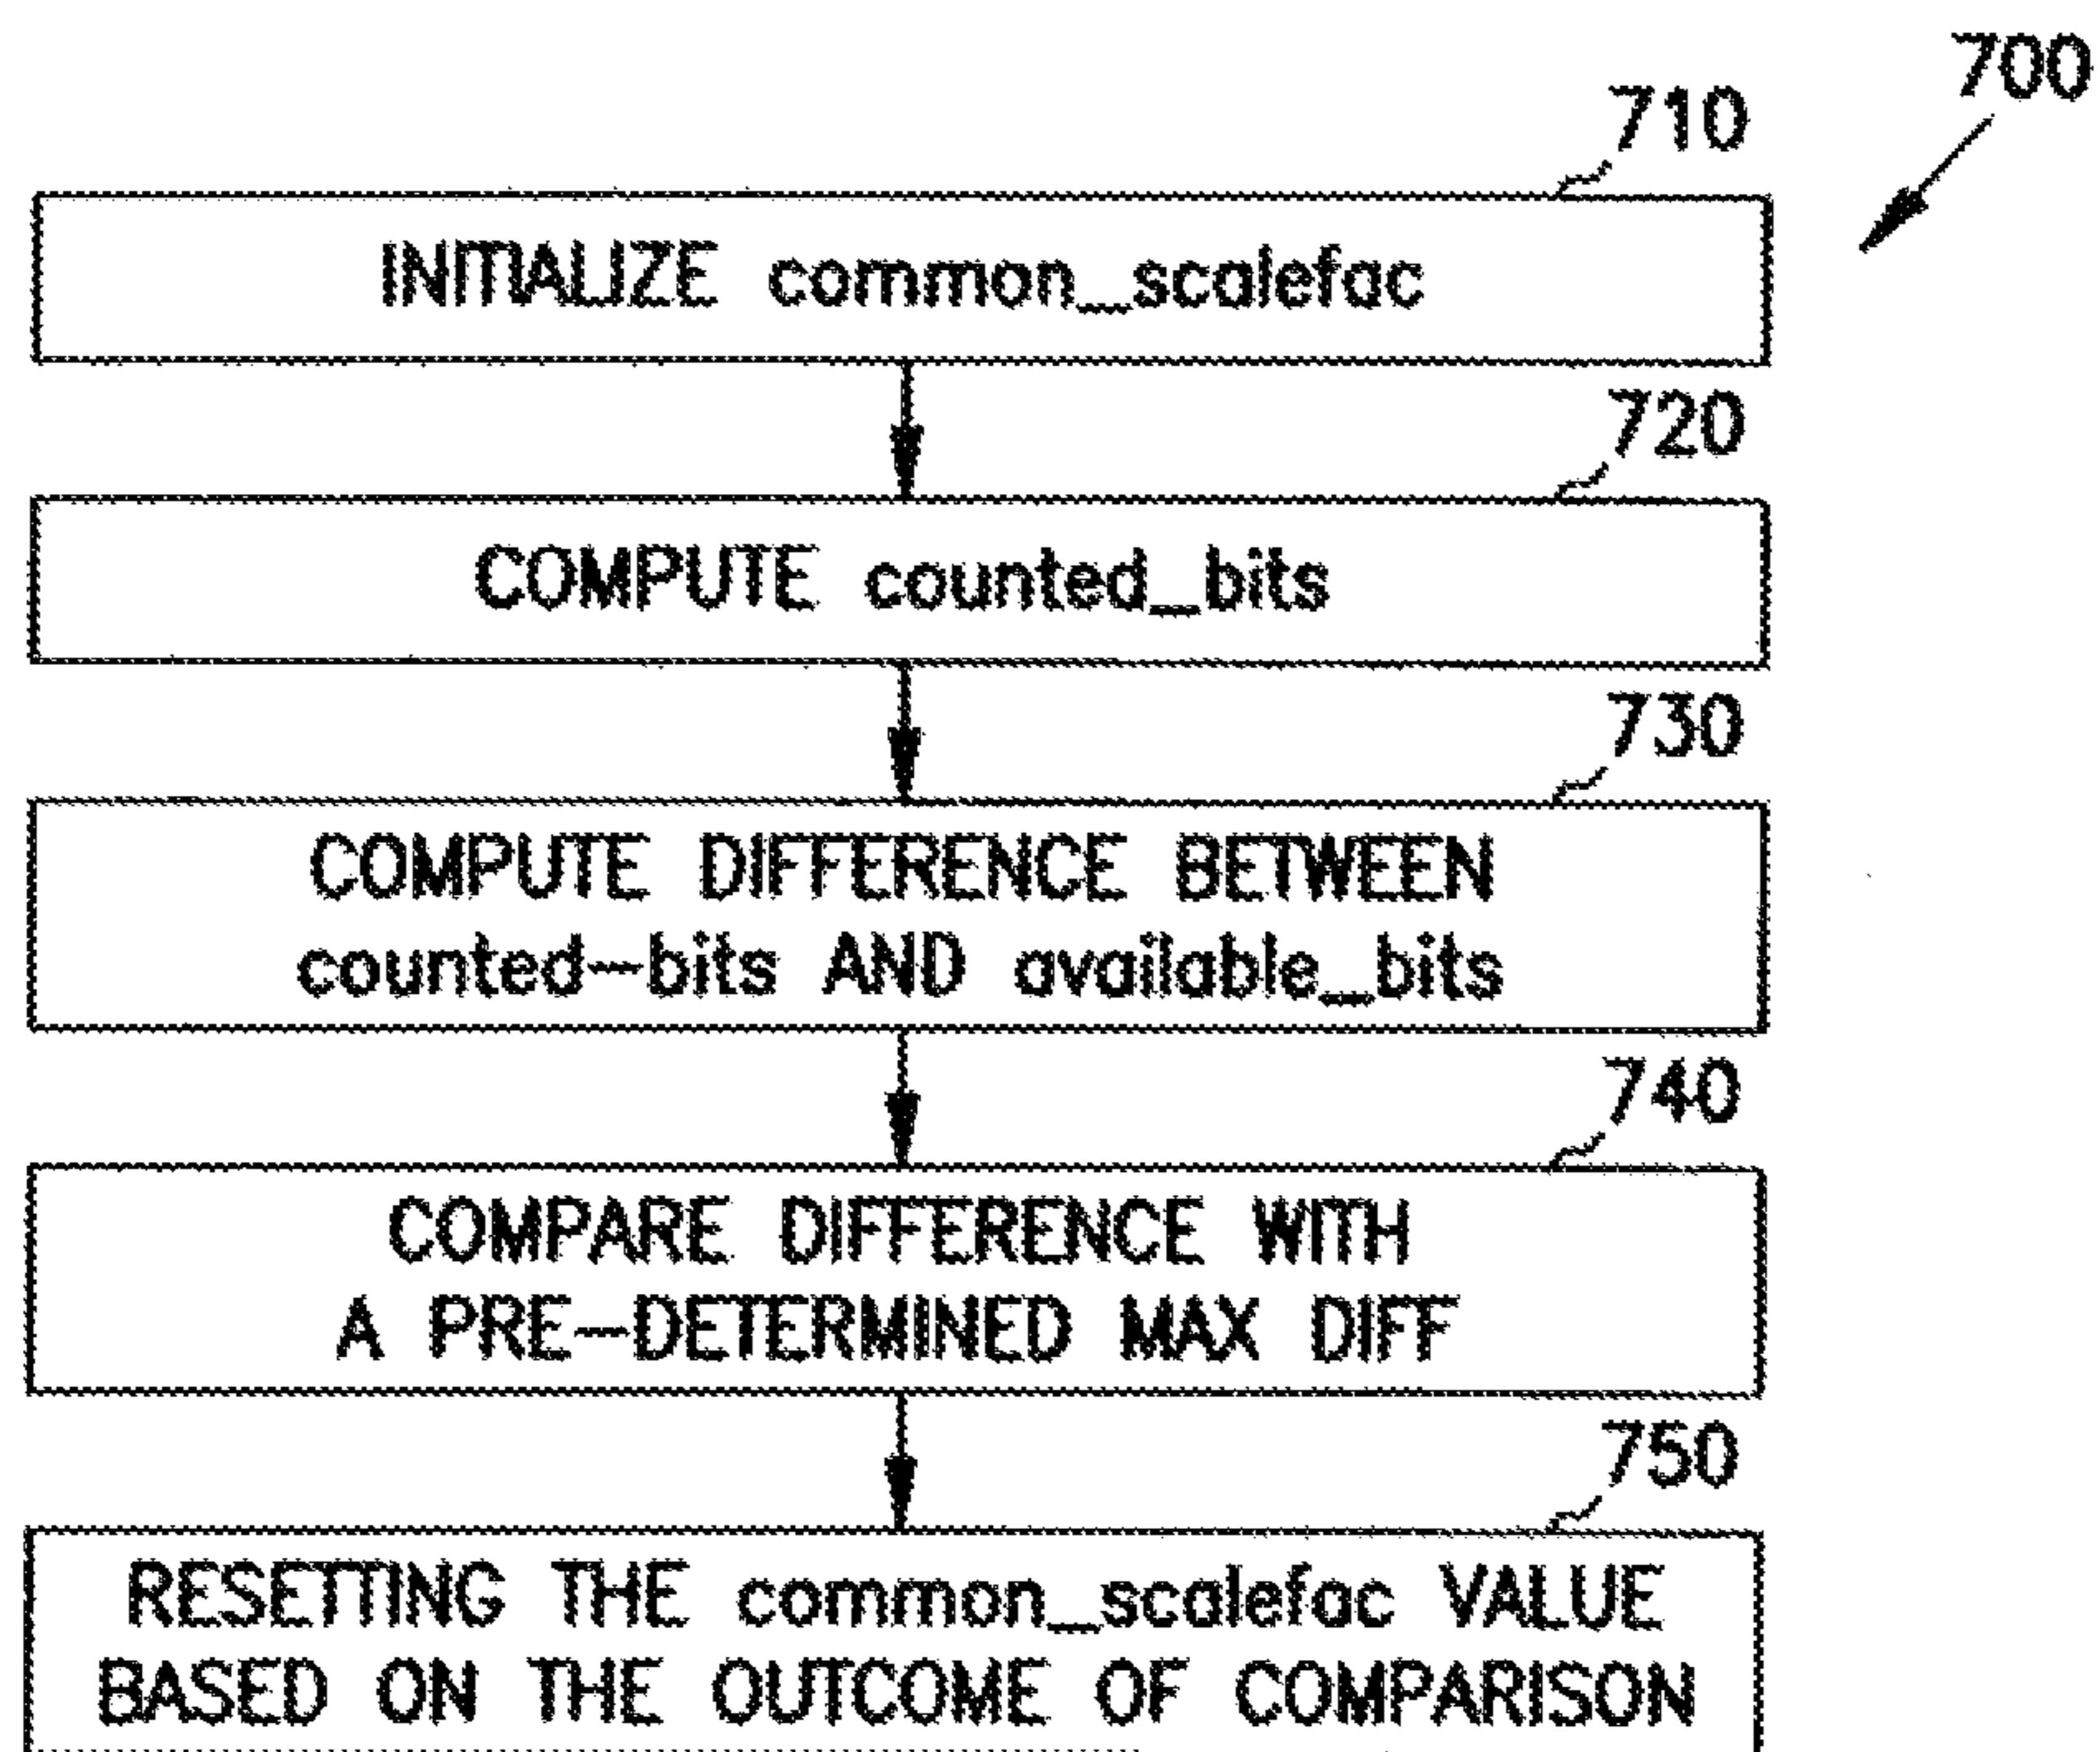 700
710
INITIALIZE common_scalefac
720
COMPUTE counted_bits
730
COMPUTE DIFFERENCE BETWEEN
counted-bits AND available_bits
740
COMPARE DIFFERENCE WITH
A PRE-DETERMINED MAX DIFF
750
RESETTING THE common_scalefac VALUE
BASED ON THE OUTCOME OF COMPARISON